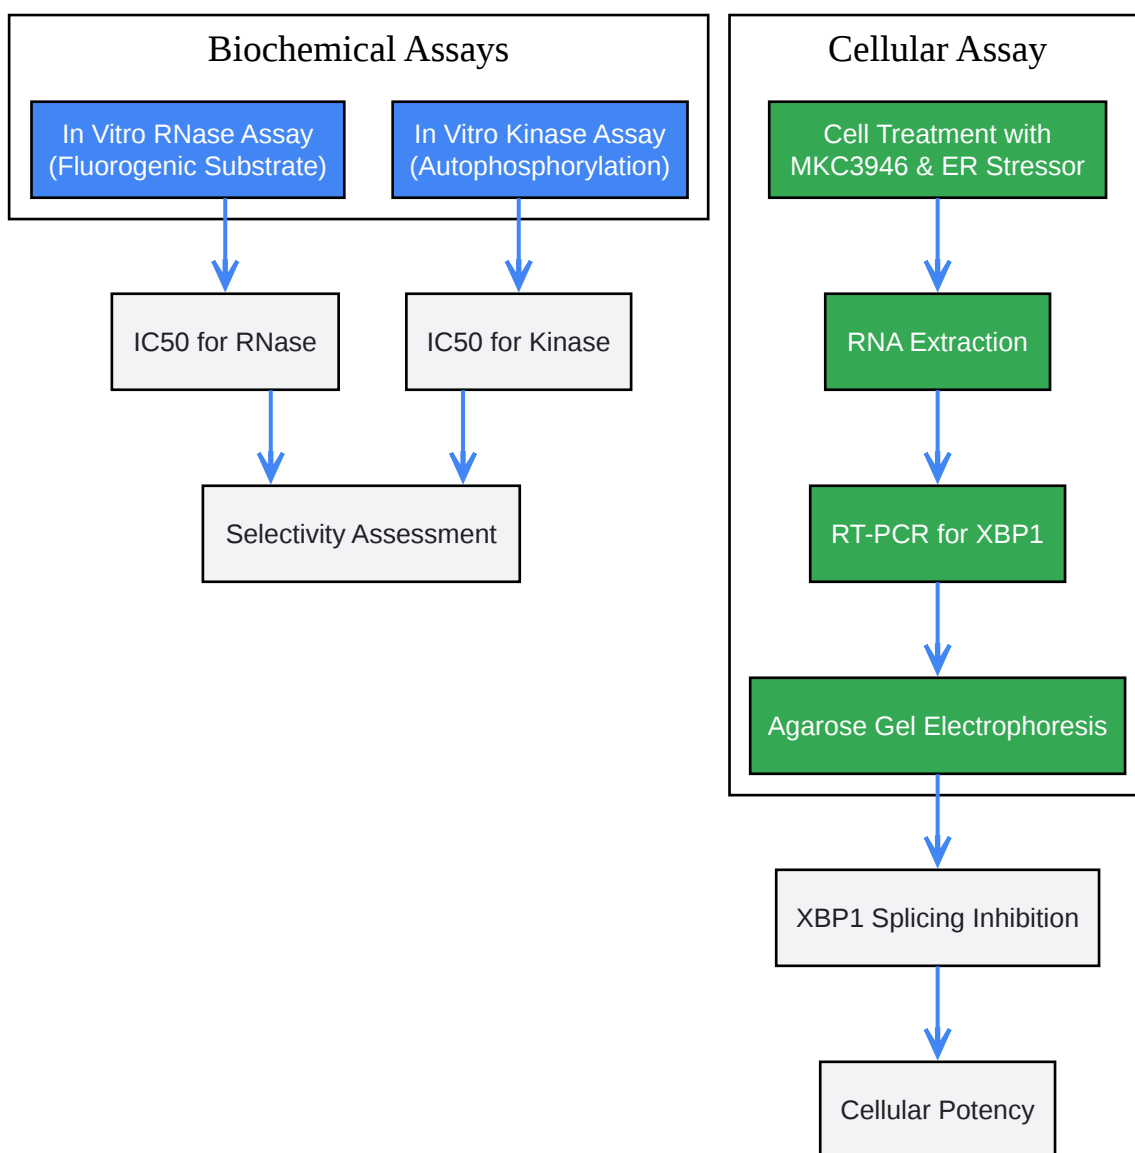 Biochemical Assays
In Vitro RNase Assay
(Fluorogenic Substrate)
In Vitro Kinase Assay
(Autophosphorylation)
IC50 for RNase
IC50 for Kinase
Selectivity Assessment
Cellular Assay
Cell Treatment with
MKC3946 & ER Stressor
RNA Extraction
RT-PCR for XBP1
Agarose Gel Electrophoresis
XBP1 Splicing Inhibition
Cellular Potency